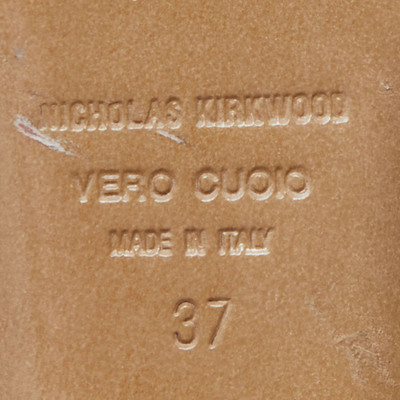 NICHOLAS KIRKWOOD
VERO CUOIO
MADE IN ITALY
37